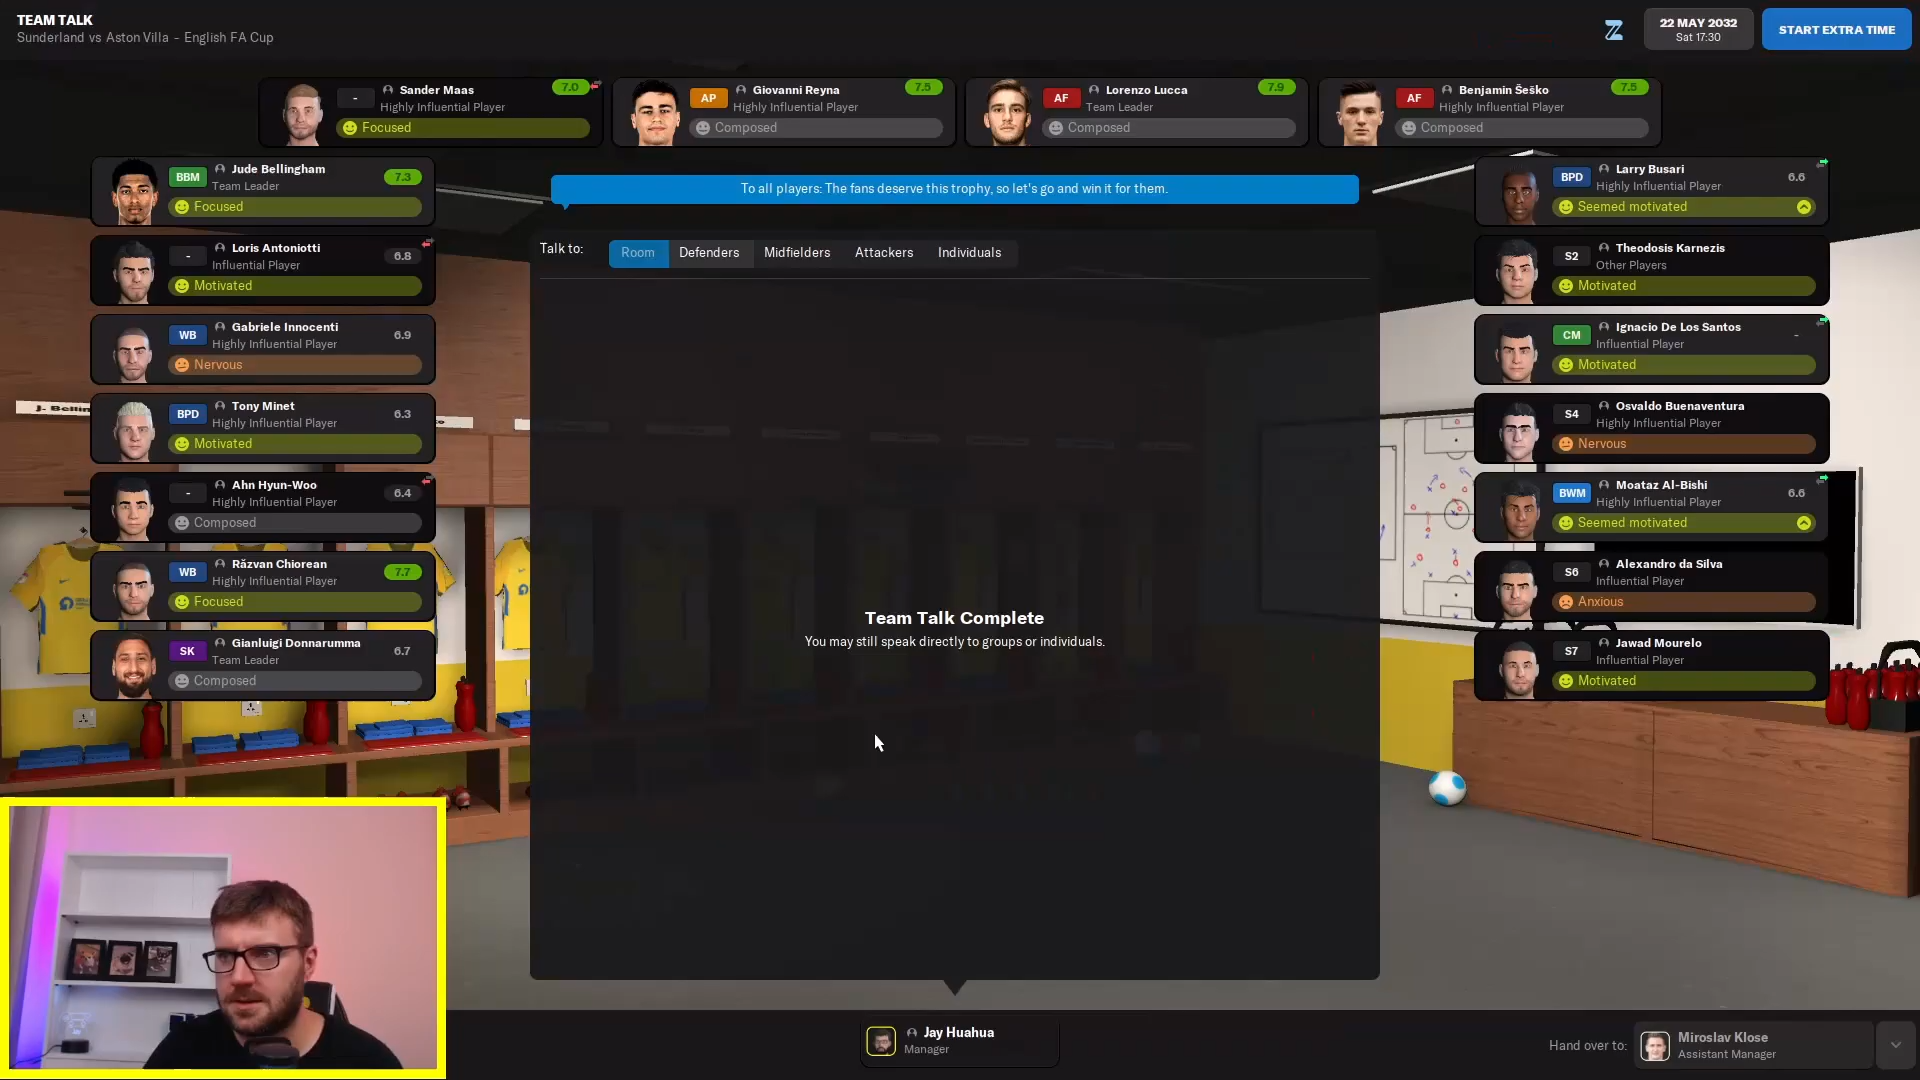 TEAM TALK
Sunderland vs Aston Villa - English FA Cup
22 MAY 2032
Sat 17:30
START EXTRA TIME
-
Sander Maas
Highly Influential Player
7.0
Focused
AP
Giovanni Reyna
Highly Influential Player
7.5
Composed
AF
Lorenzo Lucca
Team Leader
7.9
Composed
AF
Benjamin Šeško
Highly Influential Player
7.5
Composed
BBM
Jude Bellingham
Team Leader
7.3
Focused
-
Loris Antoniotti
Influential Player
6.8
Motivated
WB
Gabriele Innocenti
Highly Influential Player
6.9
Nervous
BPD
Tony Minet
Highly Influential Player
6.3
Motivated
-
Ahn Hyun-Woo
Highly Influential Player
6.4
Composed
WB
Răzvan Chiorean
Highly Influential Player
7.7
Focused
SK
Gianluigi Donnarumma
Team Leader
6.7
Composed
J. Bellin
To all players: The fans deserve this trophy, so let's go and win it for them.
Talk to:
Room
Defenders
Midfielders
Attackers
Individuals
Team Talk Complete
You may still speak directly to groups or individuals.
BPD
Larry Busari
Highly Influential Player
6.6
Seemed motivated
S2
Theodosis Karnezis
Other Players
Motivated
CM
Ignacio De Los Santos
Influential Player
-
Motivated
S4
Osvaldo Buenaventura
Highly Influential Player
Nervous
BWM
Moataz Al-Bishi
Highly Influential Player
6.6
Seemed motivated
S6
Alexandro da Silva
Influential Player
Anxious
S7
Jawad Mourelo
Influential Player
Motivated
Jay Huahua
Manager
Hand over to:
Miroslav Klose
Assistant Manager